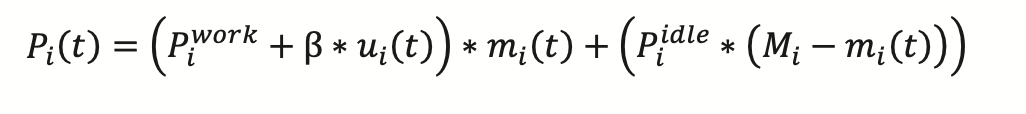 P_i(t) = (P_i^{work} + β * u_i(t)) * m_i(t) + (P_i^{idle} * (M_i − m_i(t)))